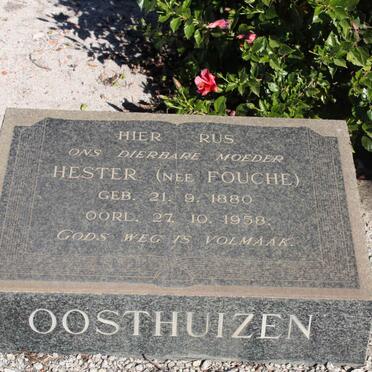 HIER RUS
ONS DIERBARE MOEDER
HESTER (NEE FOUCHE)
GEB. 21. 9. 1880
OORL. 27. 10. 1958.
GODS WEG IS VOLMAAK.
OOSTHUIZEN